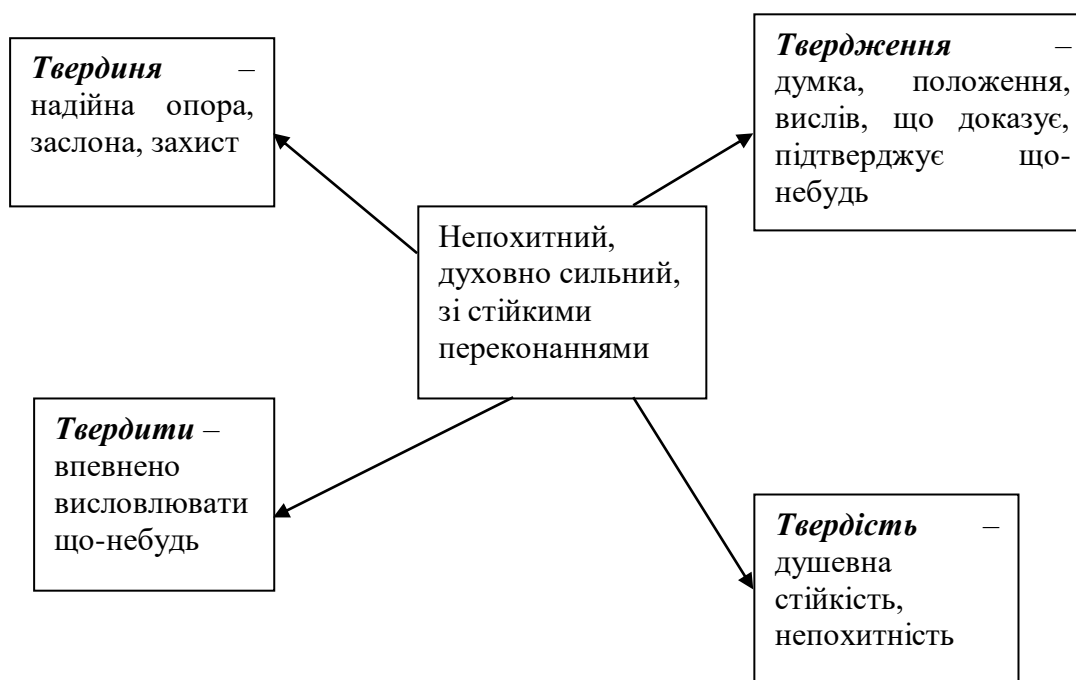 Твердиня –
надійна опора,
заслона, захист
Твердження –
думка, положення,
вислів, що доказує,
підтверджує що-
небудь
Непохитний,
духовно сильний,
зі стійкими
переконаннями
Твердити –
впевнено
висловлювати
що-небудь
Твердість –
душевна
стійкість,
непохитність